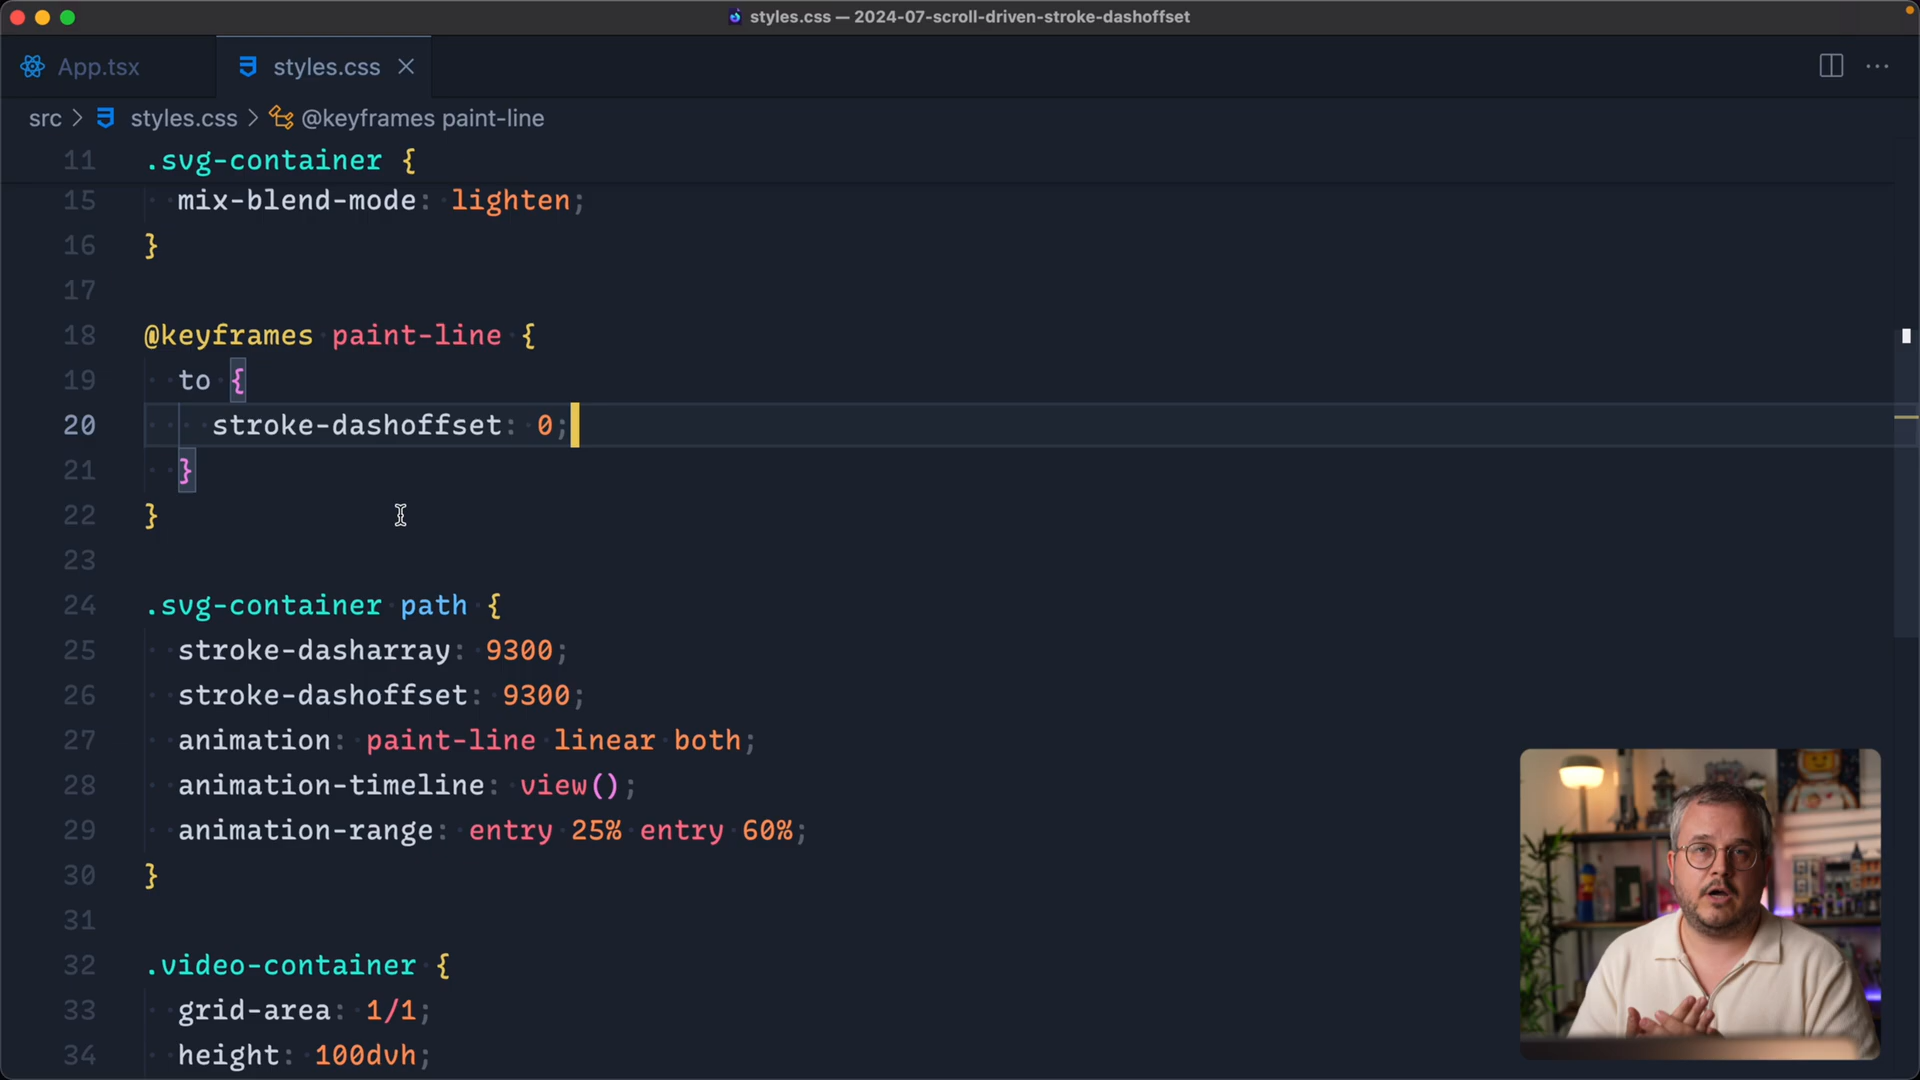 styles.css — 2024-07-scroll-driven-stroke-dashoffset
App.tsx
styles.css
src > styles.css > @keyframes paint-line
11 .svg-container {
15 mix-blend-mode: lighten;
16 }
17
18 @keyframes paint-line {
19 to {
20 stroke-dashoffset: 0;
21 }
22 }
23
24 .svg-container path {
25 stroke-dasharray: 9300;
26 stroke-dashoffset: 9300;
27 animation: paint-line linear both;
28 animation-timeline: view();
29 animation-range: entry 25% entry 60%;
30 }
31
32 .video-container {
33 grid-area: 1/1;
34 height: 100dvh;